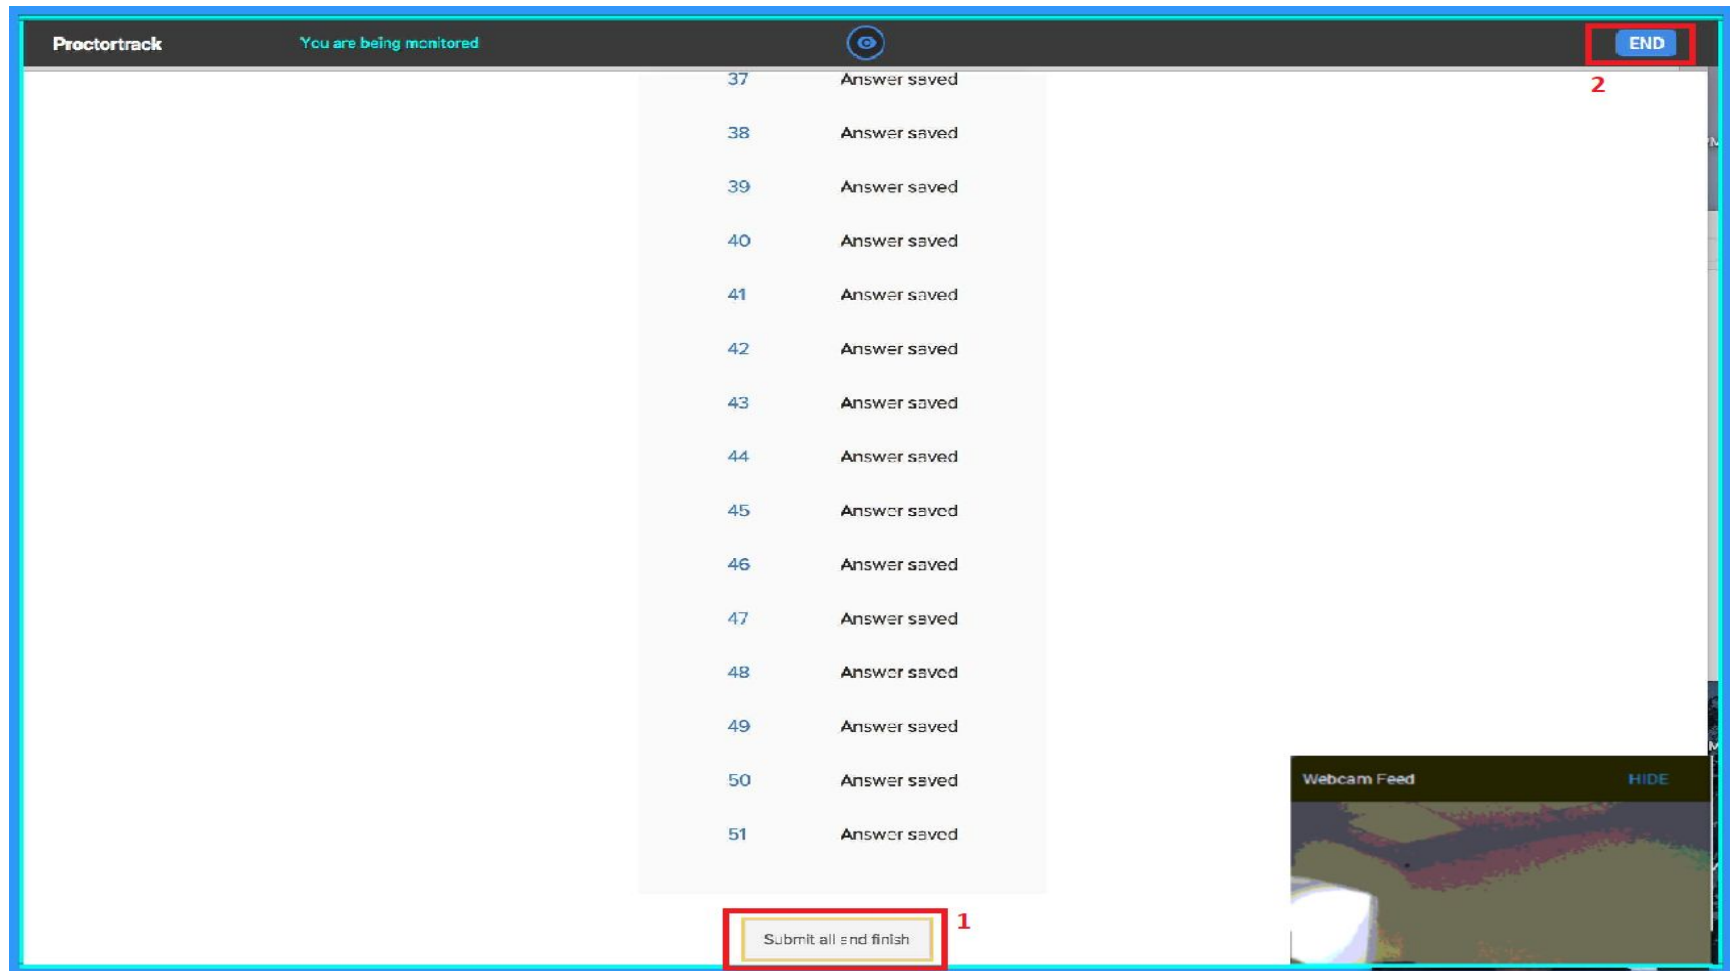 Proctortrack You are being monitored END
2
37 Answer saved
38 Answer saved
39 Answer saved
40 Answer saved
41 Answer saved
42 Answer saved
43 Answer saved
44 Answer saved
45 Answer saved
46 Answer saved
47 Answer saved
48 Answer saved
49 Answer saved
50 Answer saved
51 Answer saved
Webcam Feed HIDE
1
Submit all and finish